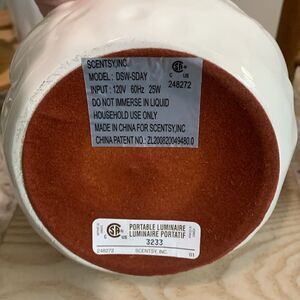 SCENTSY,INC.
MODEL : DSW-SDAY
INPUT : 120V 60Hz 25W
DO NOT IMMERSE IN LIQUID
HOUSEHOLD USE ONLY
MADE IN CHINA FOR SCENTSY,INC
CHINA PATENT NO.: ZL200820049480.0
C US
248272
C US
PORTABLE LUMINAIRE
LUMINAIRE PORTATIF
3233
248272 SCENTSY, INC. 01